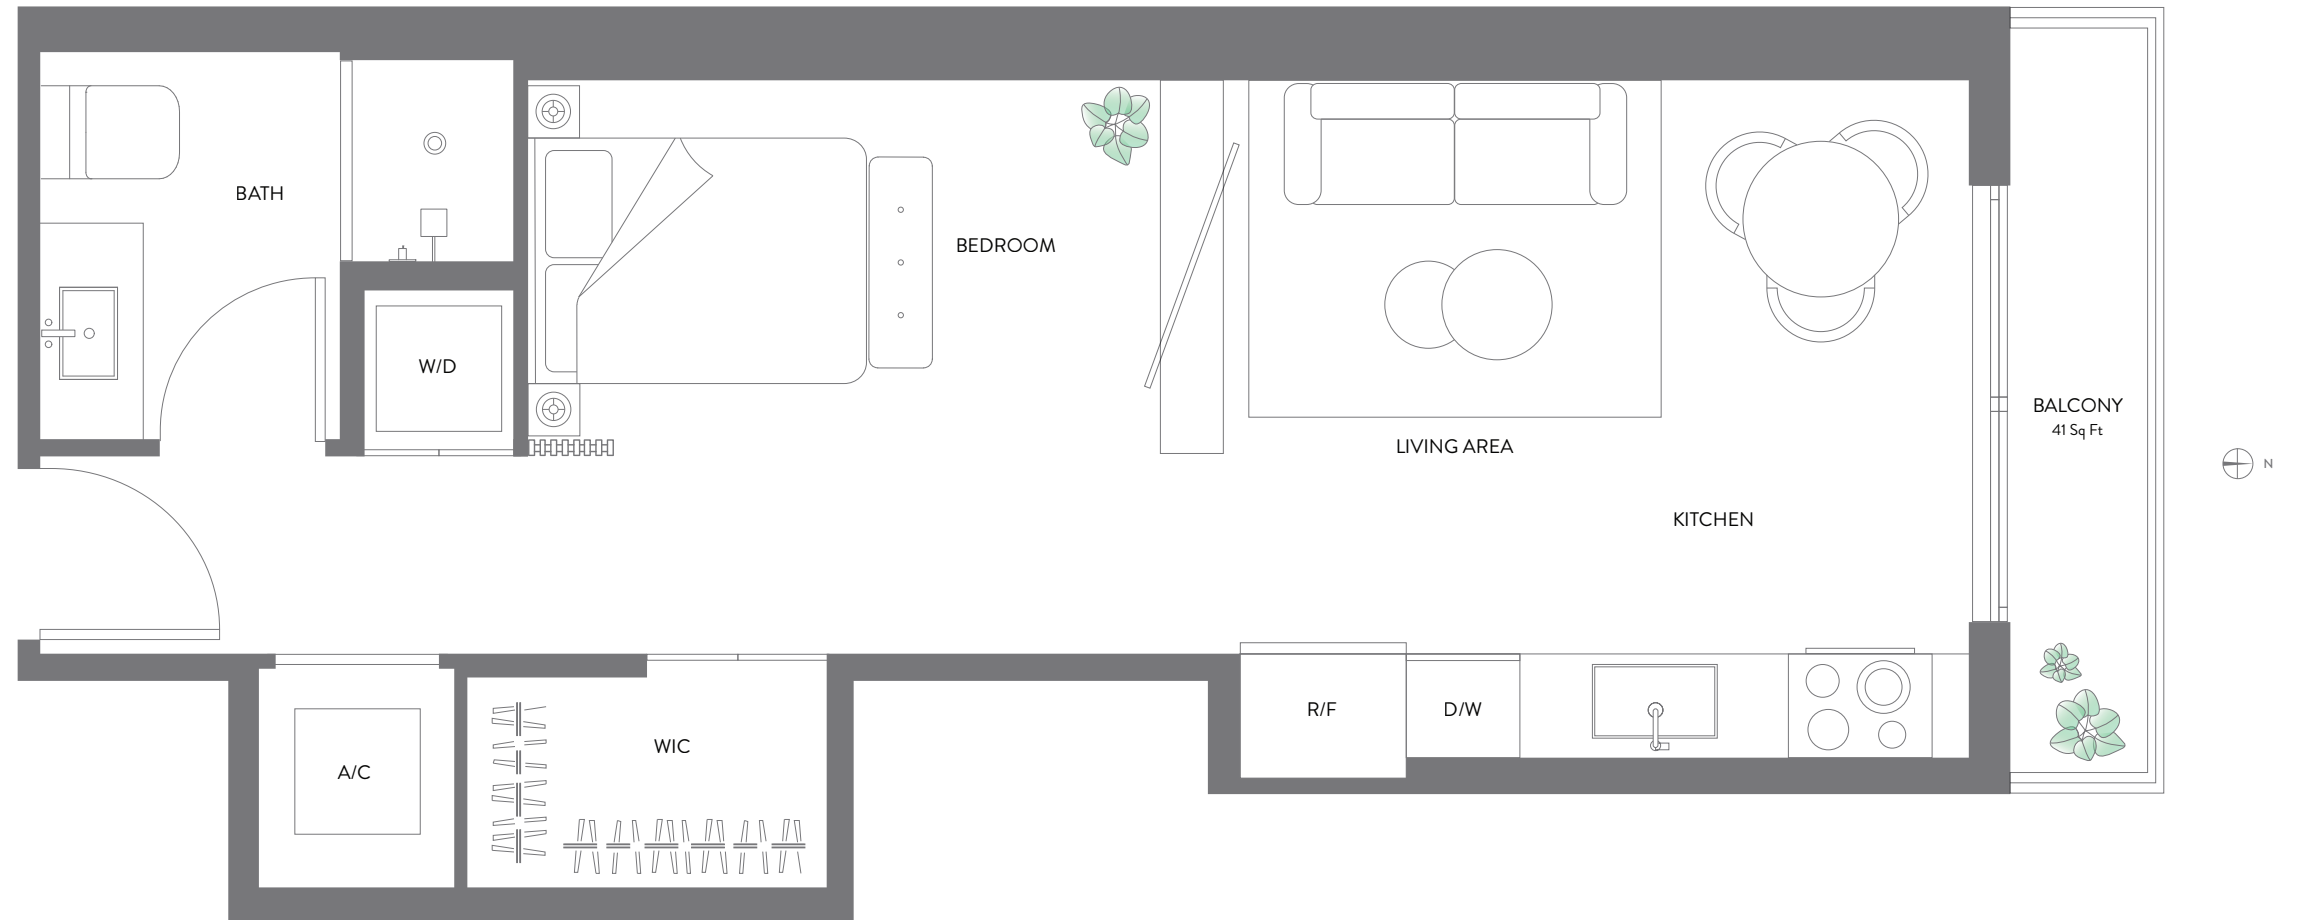 BATH
BEDROOM
W/D
BALCONY
41 Sq Ft
LIVING AREA
N
KITCHEN
R/F
D/W
WIC
A/C